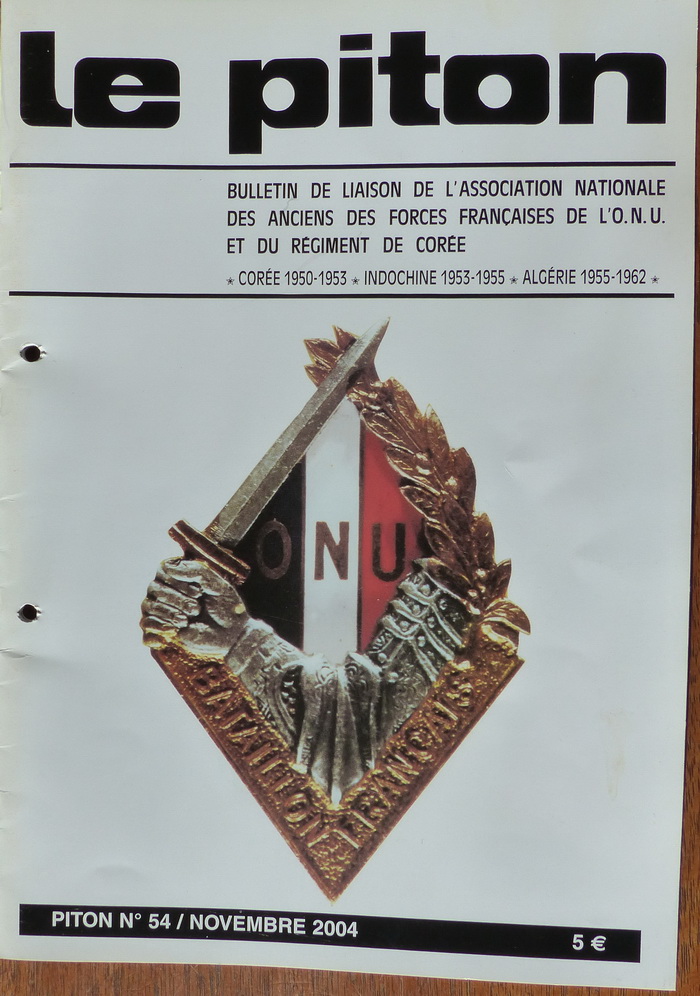 le piton
BULLETIN DE LIAISON DE L'ASSOCIATION NATIONALE
DES ANCIENS DES FORCES FRANÇAISES DE L'O.N.U.
ET DU RÉGIMENT DE CORÉE
★ CORÉE 1950-1953 ★ INDOCHINE 1953-1955 ★ ALGÉRIE 1955-1962 ★
ONU
BATAILLON FRANÇAIS
PITON N° 54 / NOVEMBRE 2004
5 €